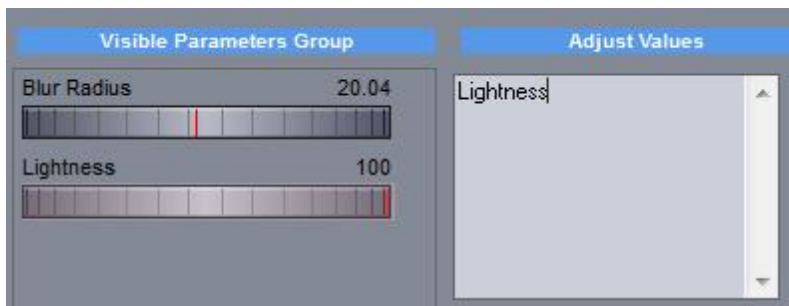 Visible Parameters Group
Adjust Values
Blur Radius 20.04
Lightness 100
Lightness